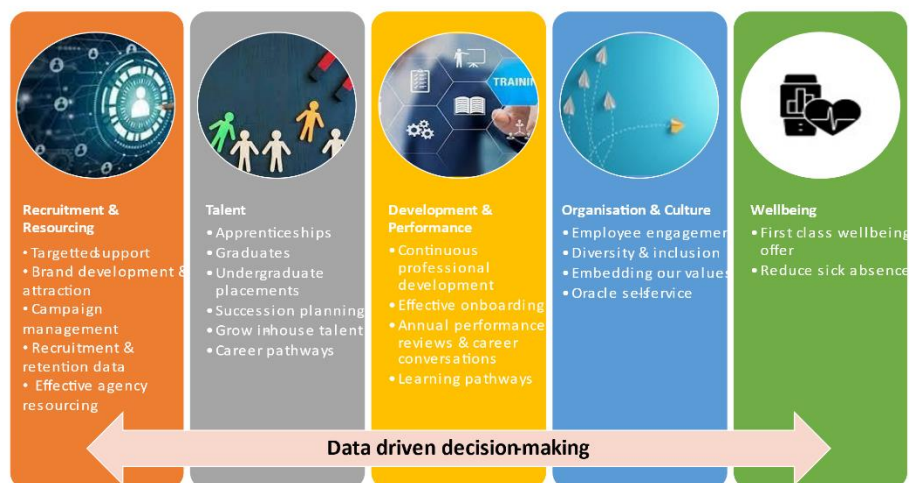 TRAINI
Recruitment &
Resourcing
• Targettedsupport
• Brand development &
attraction
• Campaign
management
• Recruitment &
retention data
• Effective agency
resourcing
Talent
• Apprenticeships
• Graduates
• Undergraduate
placements
• Succession planning
• Grow inhouse talent
• Career pathways
Development &
Performance
• Continuous
professional
development
• Effective onboarding
• Annual performance
reviews & career
conversations
• Learning pathways
Organisation & Culture
• Employee engagemen
• Diversity & inclusion
• Embedding our values
• Oracle selfservice
Wellbeing
• First class wellbeing
offer
• Reduce sick absence
Data driven decision-making